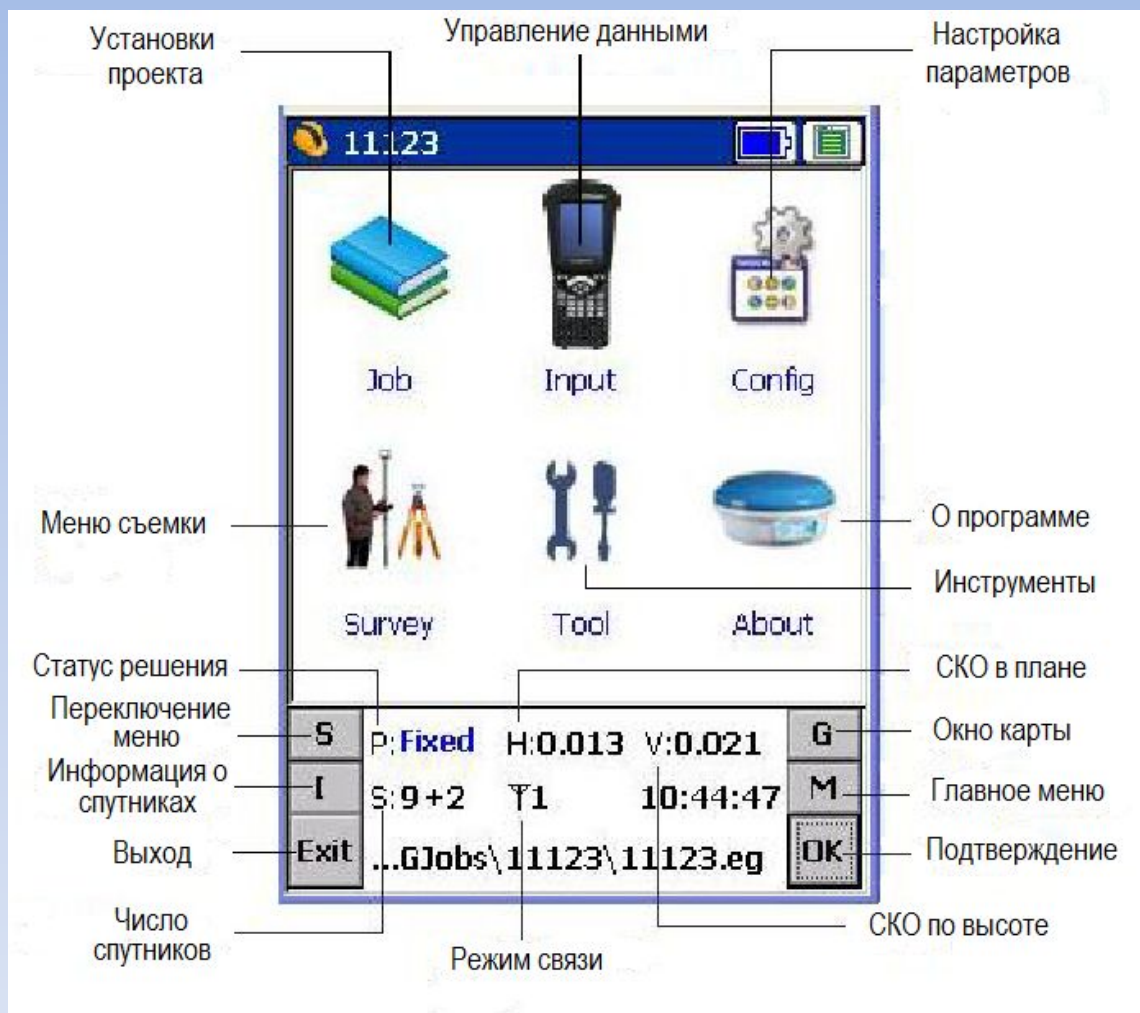 Установки
проекта
Управление данными
Настройка
параметров
11123
Job
Input
Config
Меню съемки
О программе
Инструменты
Survey
Tool
About
Статус решения
СКО в плане
Переключение
меню
S
P:Fixed
H:0.013
V:0.021
G
Окно карты
Информация о
спутниках
I
S:9+2
1
10:44:47
M
Главное меню
Выход
Exit
...GJobs\11123\11123.eg
OK
Подтверждение
Число
спутников
Режим связи
СКО по высоте